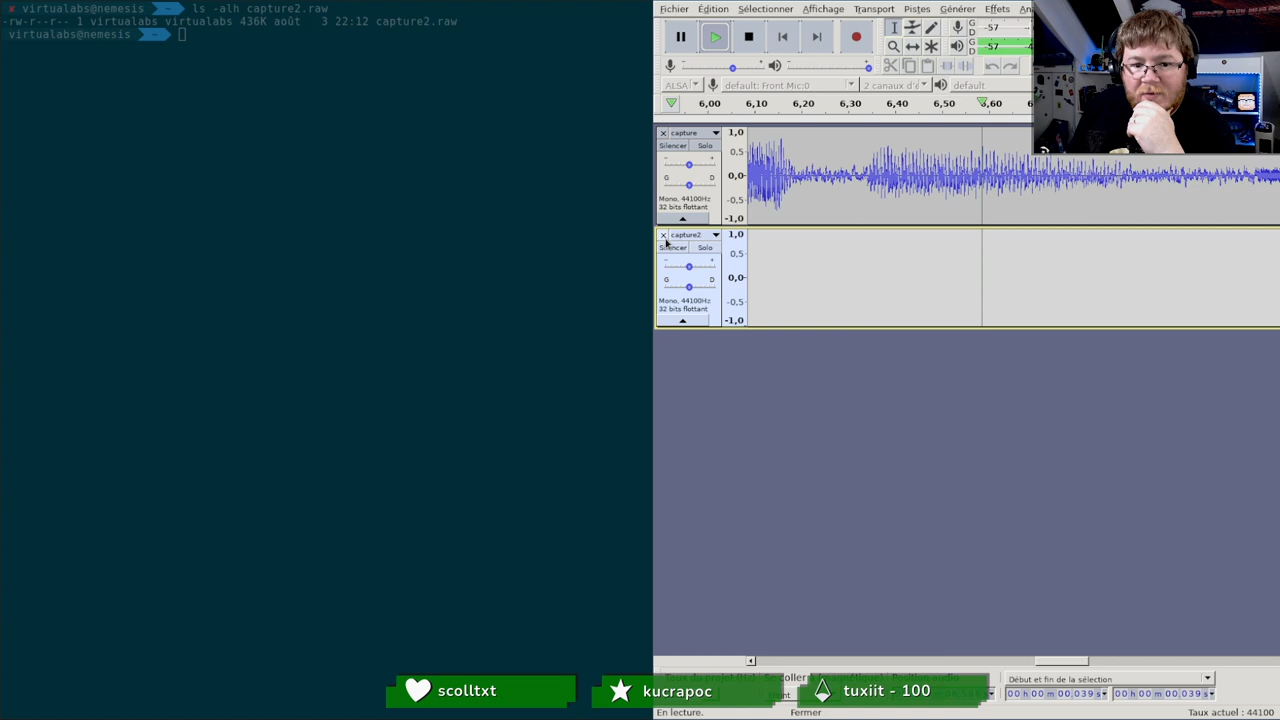 ✘ virtualabs@nemesis ls -alh capture2.raw
-rw-r--r-- 1 virtualabs virtualabs 436K août   3 22:12 capture2.raw
virtualabs@nemesis
Fichier Édition Sélectionner Affichage Transport Pistes Générer Effets
G -57
D -57
ALSA default: Front Mic:0 2 canaux d'e default
6,00 6,10 6,20 6,30 6,40 6,50 6,60
× capture
Silencer Solo
- +
G D
Mono, 44100Hz
32 bits flottant
1,0
0,5
0,0
-0,5
-1,0
× capture2
Silencer Solo
- +
G D
Mono, 44100Hz
32 bits flottant
1,0
0,5
0,0
-0,5
-1,0
Début et fin de la sélection
00 h 00 m 00,039 s 00 h 00 m 00,039 s
scolltxt
kucrapoc
tuxiit - 100
En lecture. Fermer Taux actuel : 44100